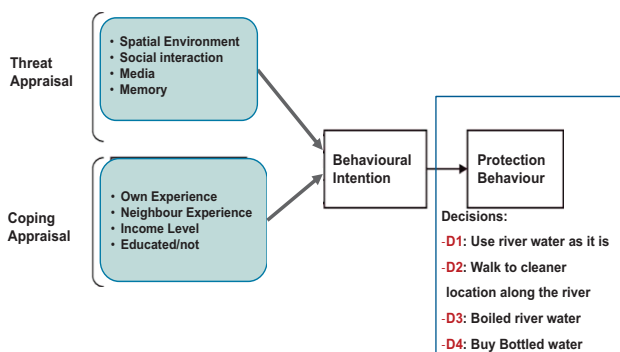 Threat
Appraisal
• Spatial Environment
• Social interaction
• Media
• Memory
Coping
Appraisal
• Own Experience
• Neighbour Experience
• Income Level
• Educated/not
Behavioural
Intention
Protection
Behaviour
Decisions:
-D1: Use river water as it is
-D2: Walk to cleaner
location along the river
-D3: Boiled river water
-D4: Buy Bottled water